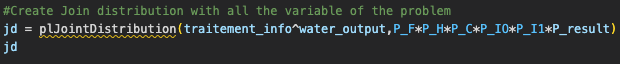 #Create Join distribution with all the variable of the problem
jd = plJointDistribution(traitement_info^water_output,P_F*P_H*P_C*P_IO*P_I1*P_result)
jd